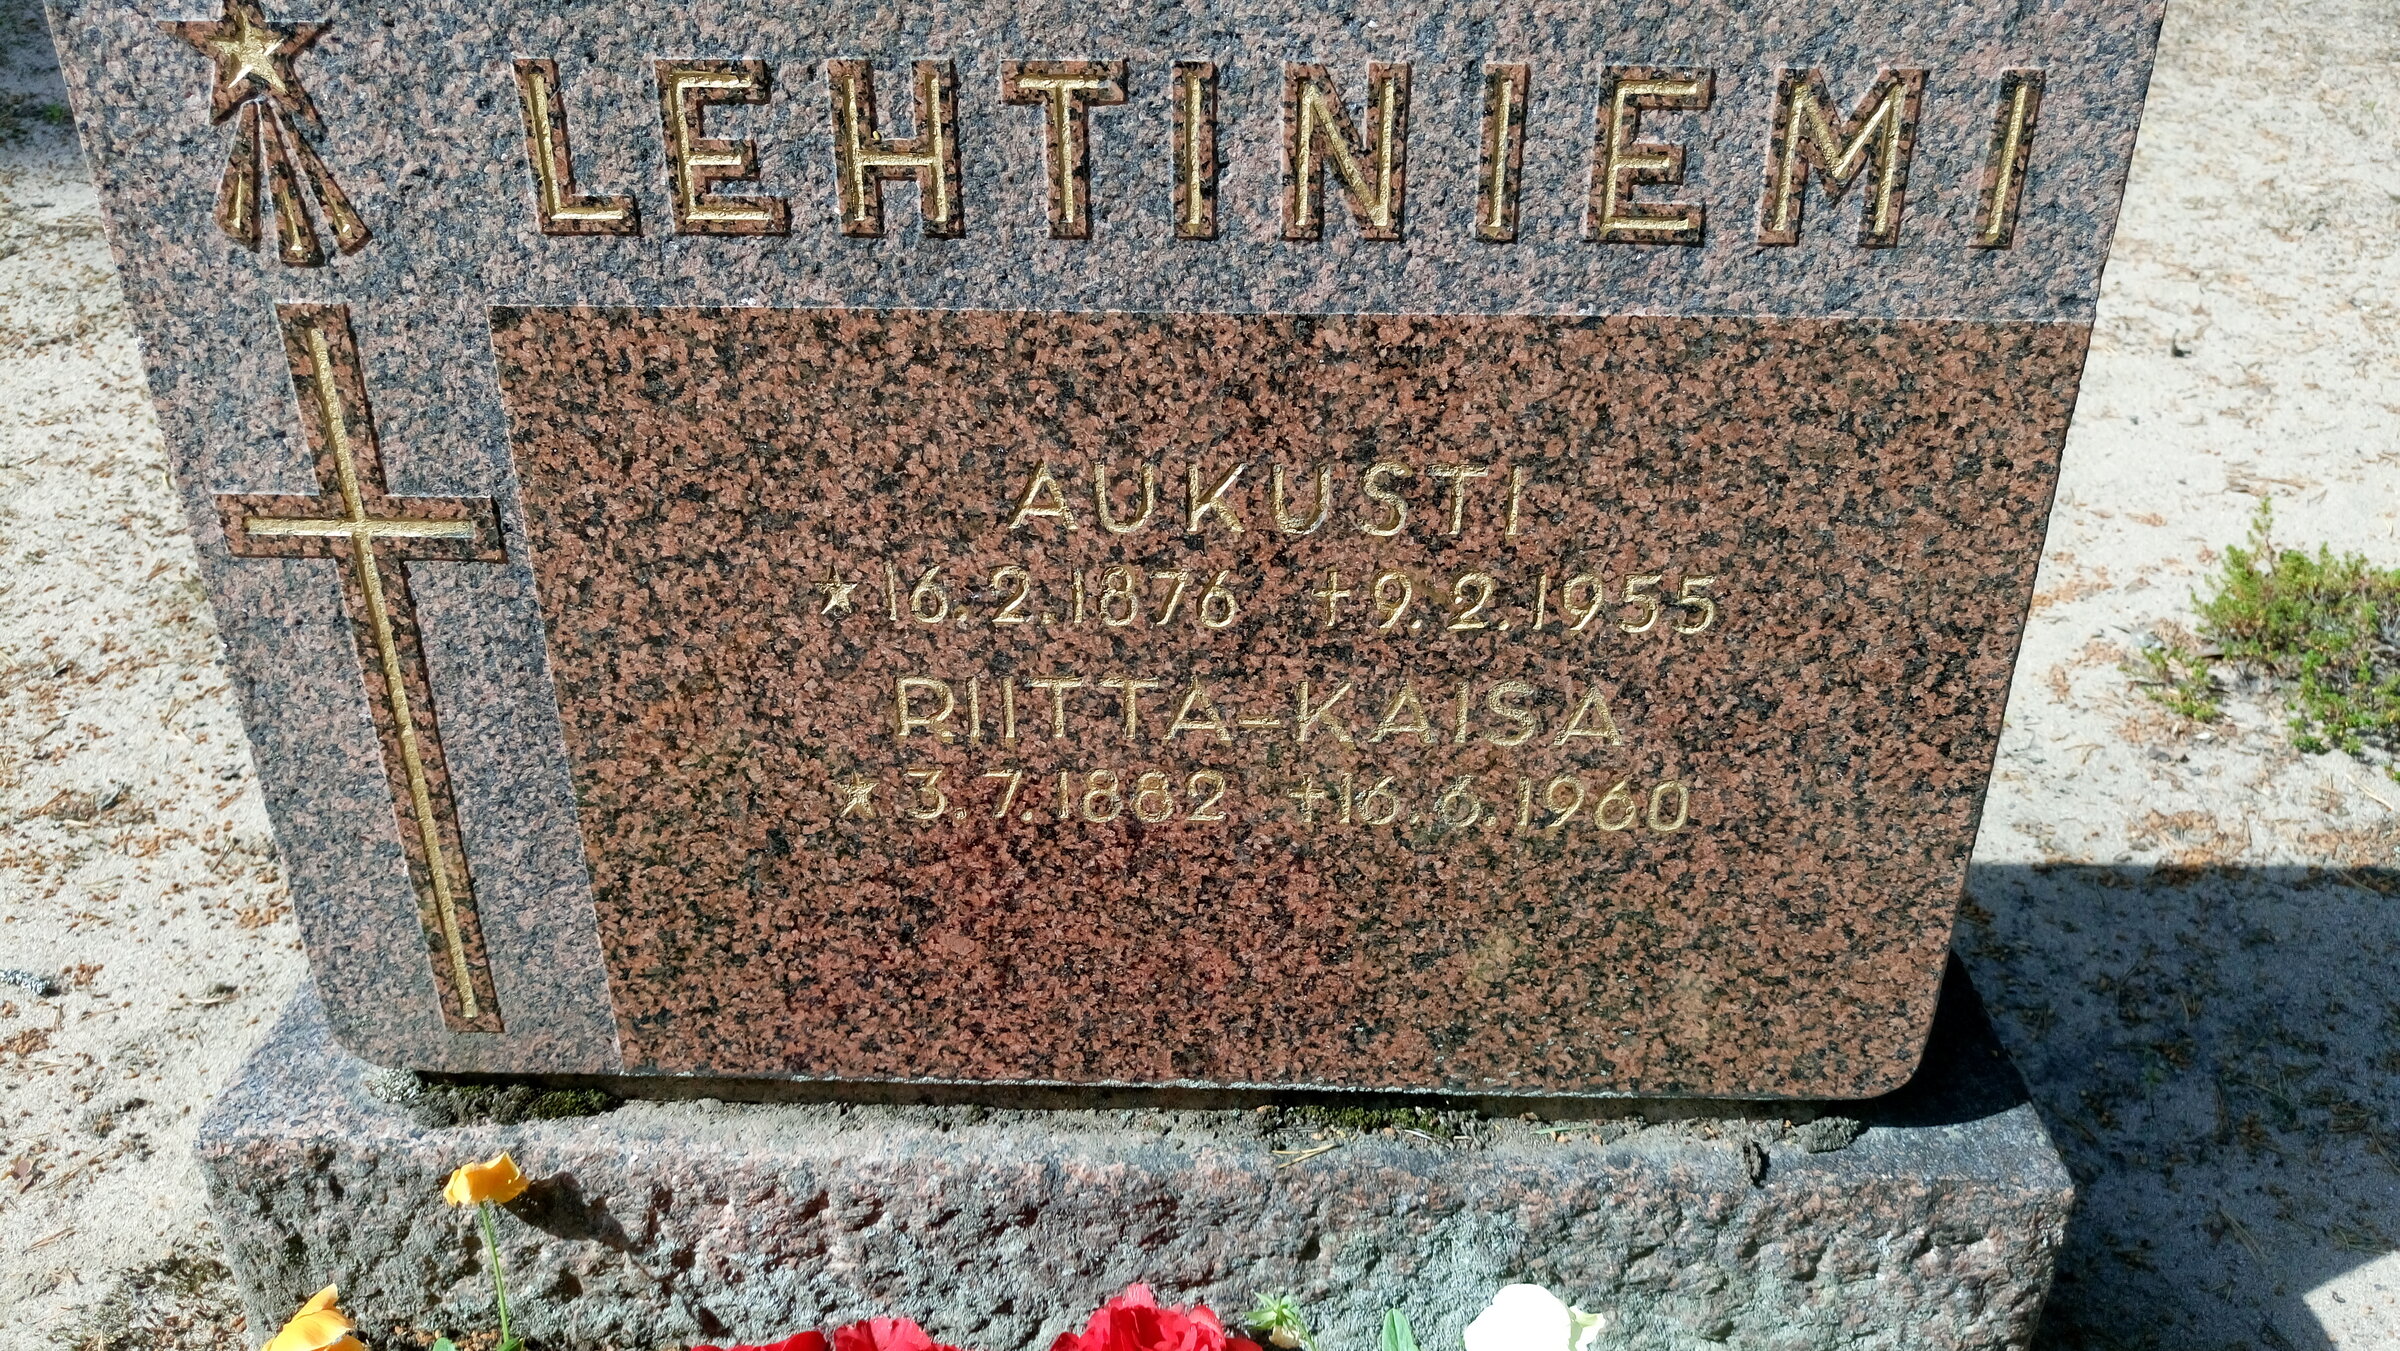 LEHTINIEMI
AUKUSTI
★16.2.1876 †9.2.1955
RIITTA-KAISA
★3.7.1882 †16.6.1960